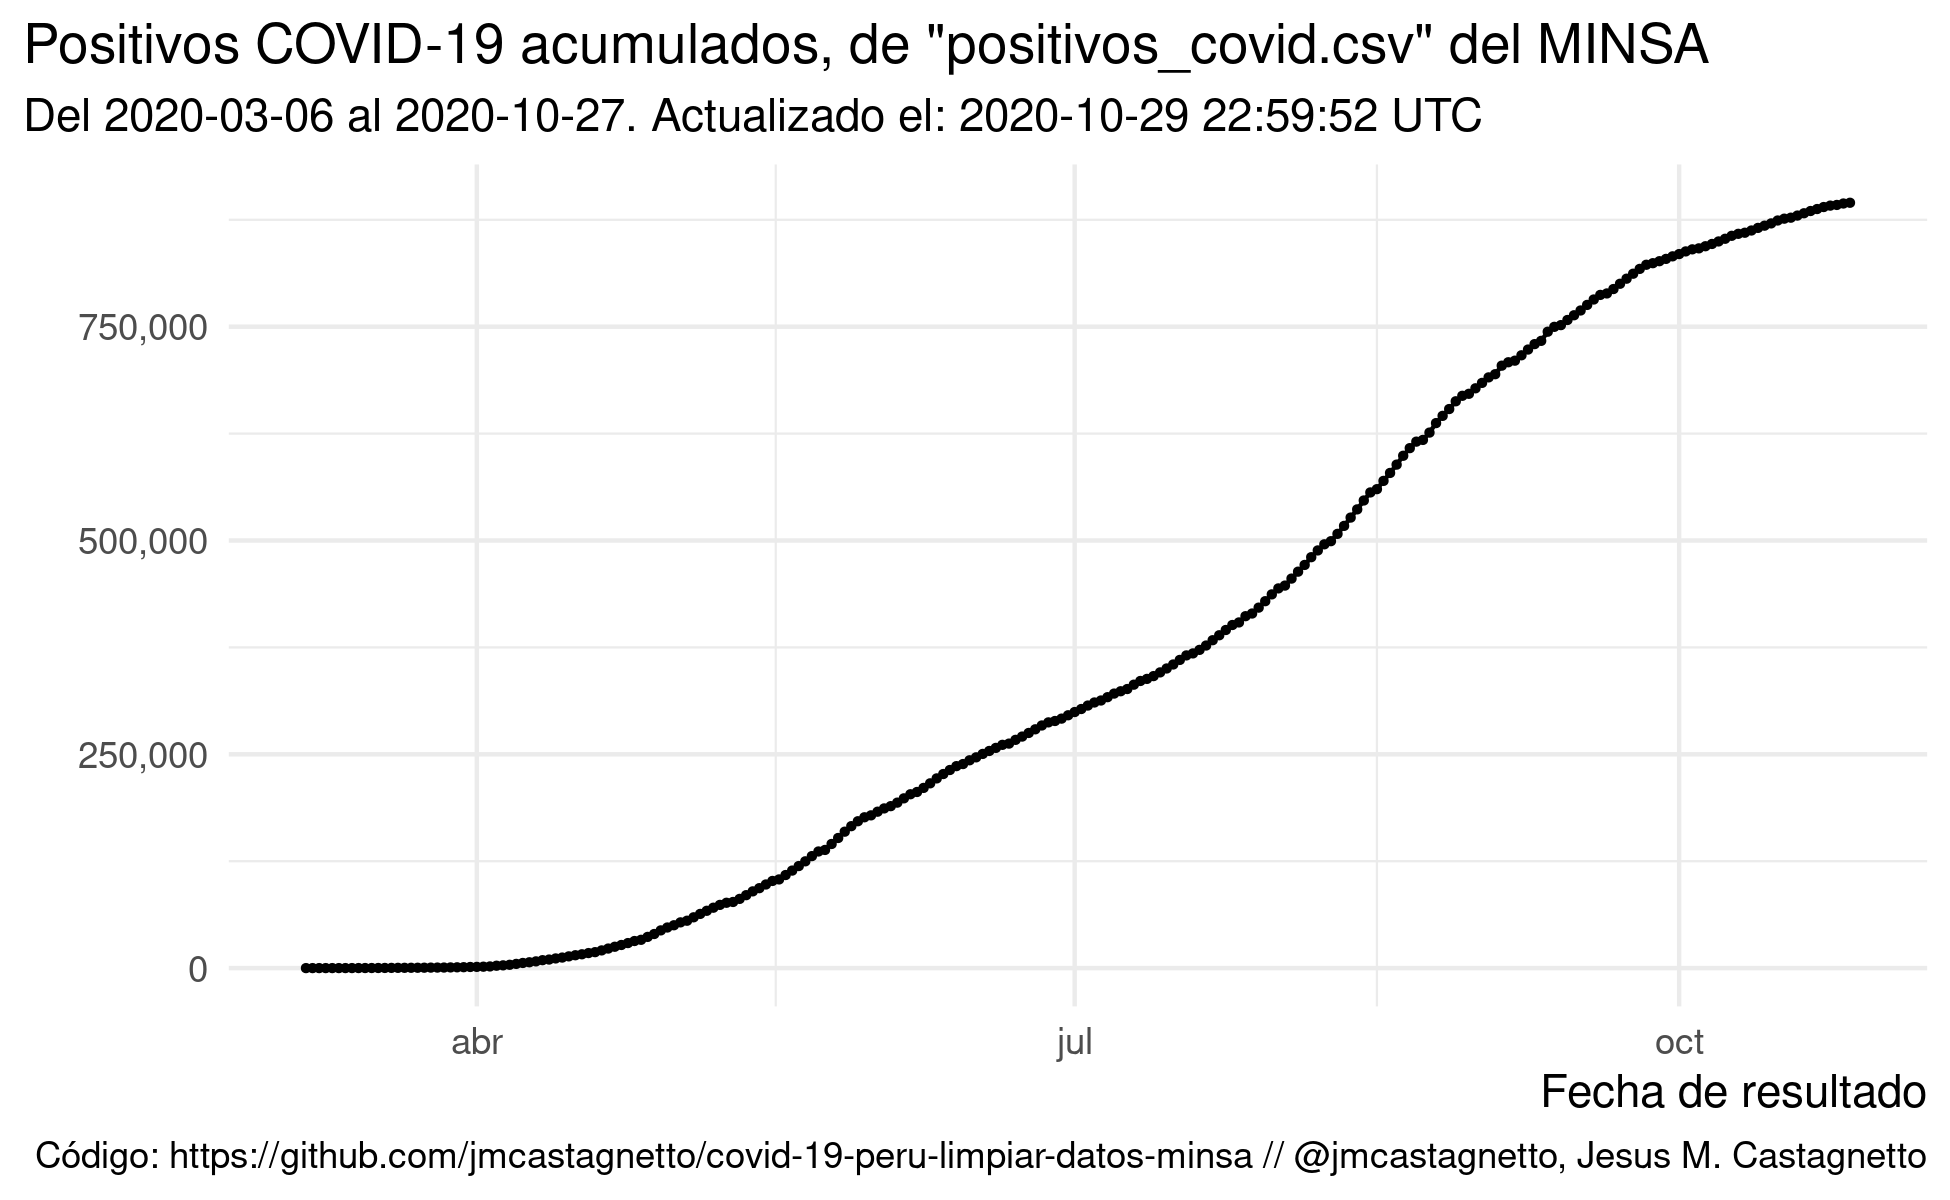 Positivos COVID-19 acumulados, de "positivos_covid.csv" del MINSA
Del 2020-03-06 al 2020-10-27. Actualizado el: 2020-10-29 22:59:52 UTC
750,000
500,000
250,000
0
abr jul oct
Fecha de resultado
Código: https://github.com/jmcastagnetto/covid-19-peru-limpiar-datos-minsa // @jmcastagnetto, Jesus M. Castagnetto